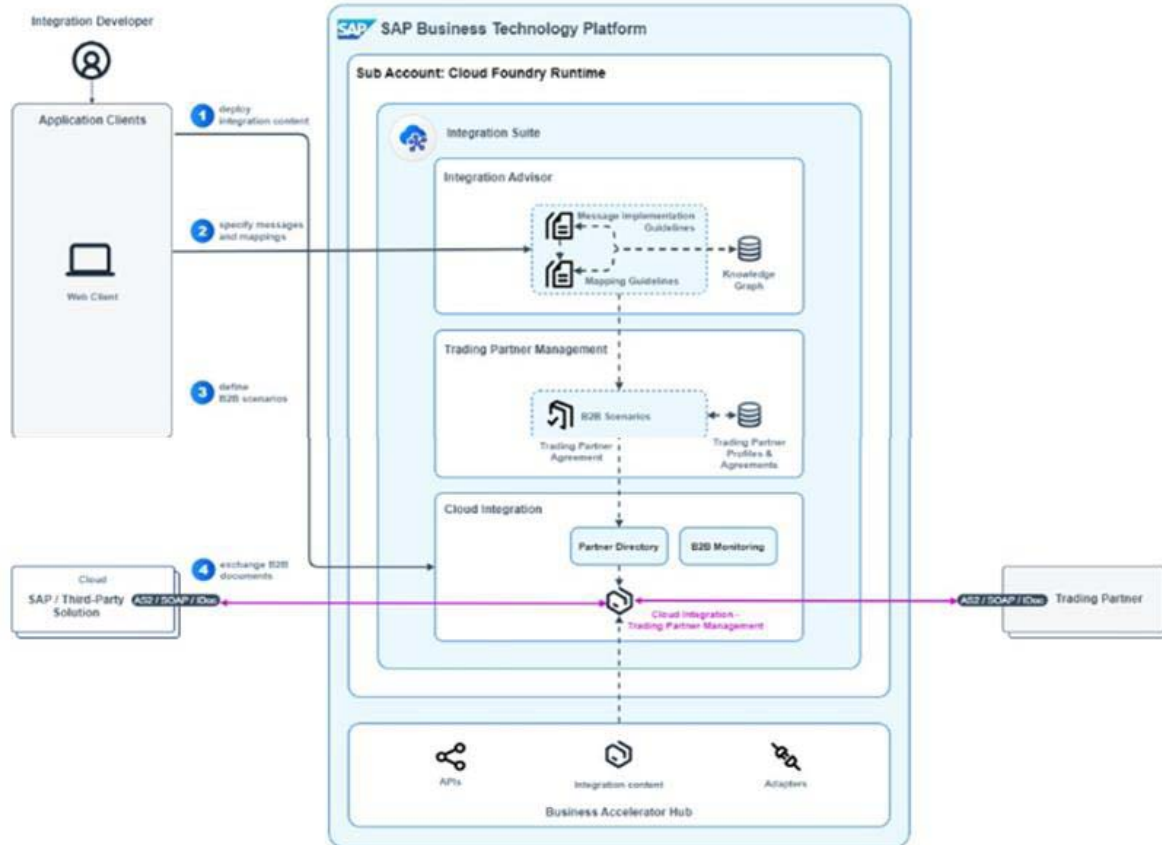 Integration Developer
SAP
SAP Business Technology Platform
Sub Account: Cloud Foundry Runtime
Application Clients
1
deploy
integration content
Integration Suite
Integration Advisor
2
specify messages
and mappings
Message Implementation
Guidelines
Mapping Guidelines
Knowledge
Graph
Web Client
Trading Partner Management
3
define
B2B scenarios
B2B Scenarios
Trading Partner
Agreement
Trading Partner
Profiles &
Agreements
Cloud Integration
Partner Directory
B2B Monitoring
4
exchange B2B
documents
Cloud
SAP / Third-Party
Solution
AS2 / SOAP / IDoc
Cloud Integration -
Trading Partner Management
AS2 / SOAP / IDoc
Trading Partner
APIs
Integration content
Adapters
Business Accelerator Hub